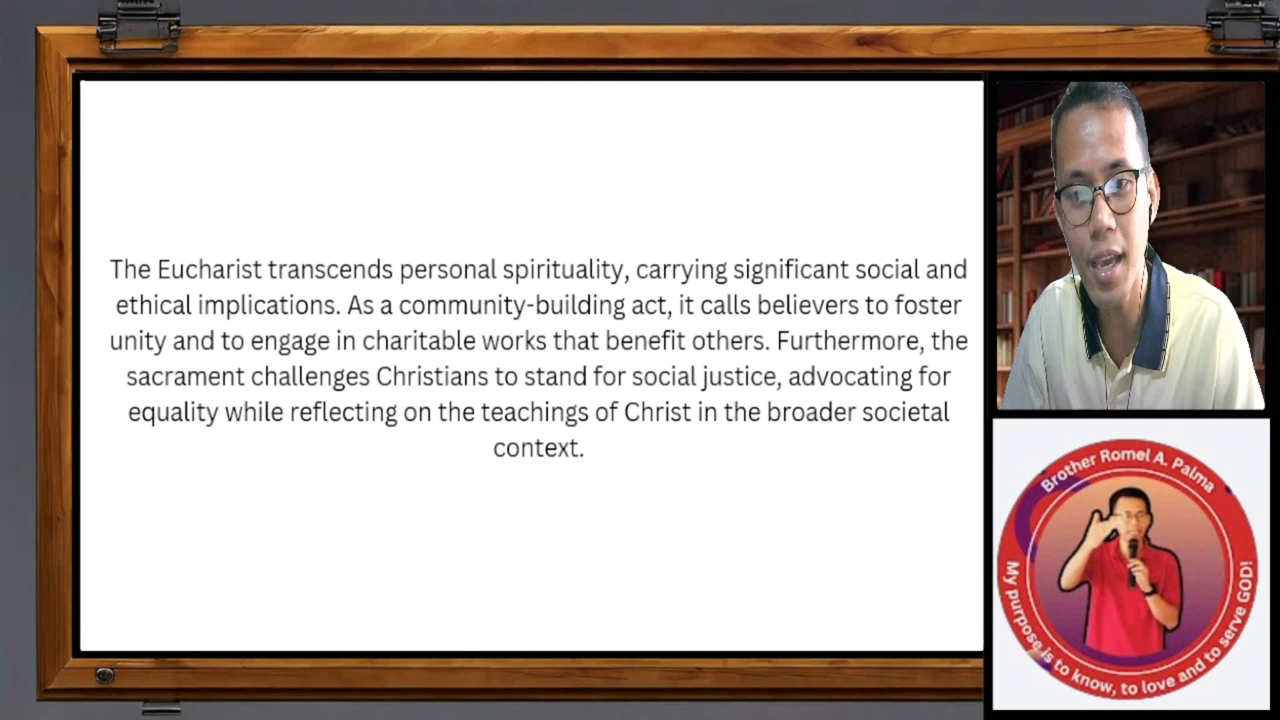 The Eucharist transcends personal spirituality, carrying significant social and
ethical implications. As a community-building act, it calls believers to foster
unity and to engage in charitable works that benefit others. Furthermore, the
sacrament challenges Christians to stand for social justice, advocating for
equality while reflecting on the teachings of Christ in the broader societal
context.
Brother Romel A. Palma
My purpose is to know, to love and to serve GOD!